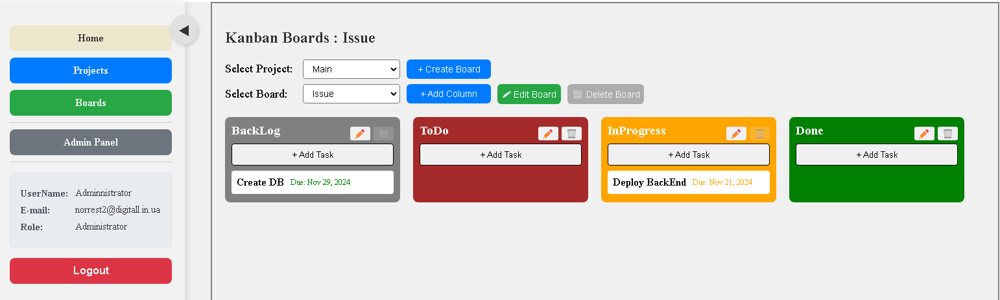 Home
Projects
Boards
Admin Panel
UserName: Adminnistrator
E-mail: norrest2@digitall.in.ua
Role: Administrator
Logout
Kanban Boards : Issue
Select Project: Main + Create Board
Select Board: Issue + Add Column Edit Board Delete Board
BackLog
+ Add Task
Create DB Due: Nov 29, 2024
ToDo
+ Add Task
InProgress
+ Add Task
Deploy BackEnd Due: Nov 21, 2024
Done
+ Add Task